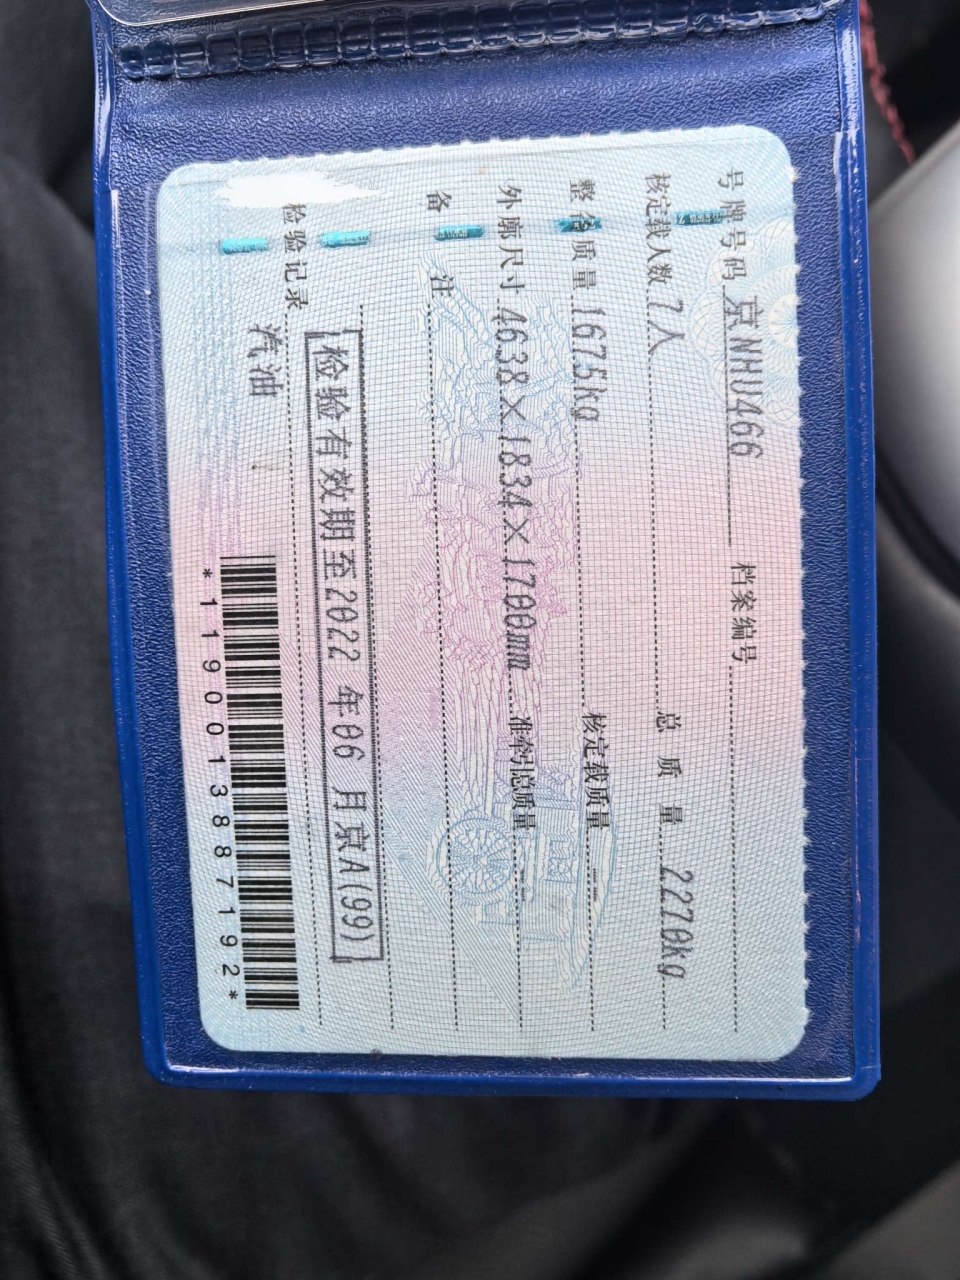 号牌号码 京NHU466 档案编号
核定载人数 7人 总质量 2270kg
整备质量 1675kg 核定载质量 --
外廓尺寸 4638×1834×1700mm 准牵引总质量 --
备注
检验有效期至2022年06月京A(99)
检验记录
汽油
*1190013887192*